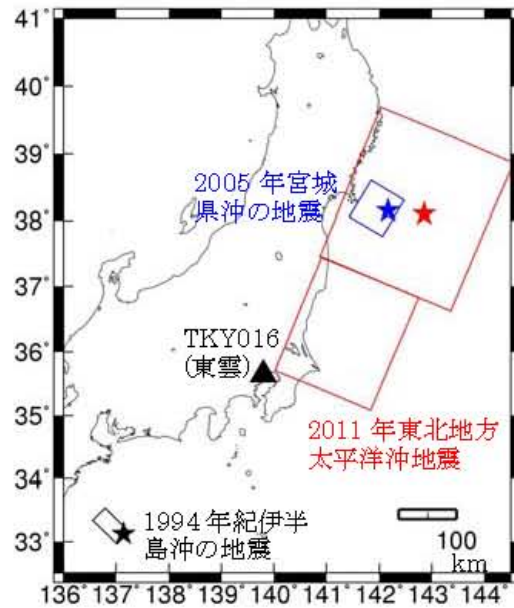 41°
40°
39°
2005 年宮城
県沖の地震
38°
37°
TKY016
(東雲)
36°
35°
2011 年東北地方
太平洋沖地震
34°
1994 年紀伊半
島沖の地震
100
km
33°
136° 137° 138° 139° 140° 141° 142° 143° 144°